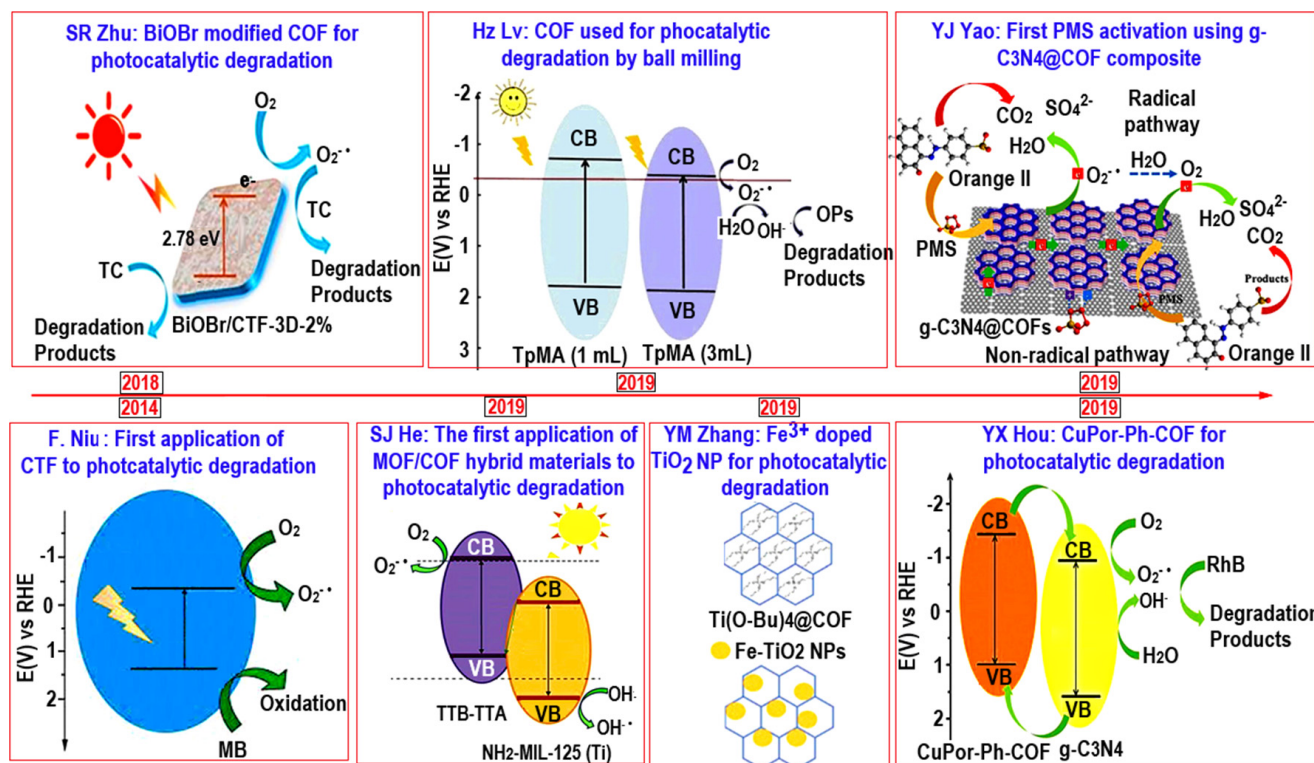 SR Zhu: BiOBr modified COF for
photocatalytic degradation
O2
O2-•
e-
TC
2.78 eV
TC
Degradation
Products
Degradation
Products
BiOBr/CTF-3D-2%
Hz Lv: COF used for phocatalytic
degradation by ball milling
E(V) vs RHE
-2
-1
0
1
2
3
CB
CB
O2
O2-•
H2O
OH·
OPs
Degradation
Products
VB
VB
TpMA (1 mL)
TpMA (3mL)
YJ Yao: First PMS activation using g-
C3N4@COF composite
CO2
SO42-
H2O
Radical
pathway
Orange II
O2-•
H2O
O2
PMS
H2O
SO42-
CO2
Products
PMS
g-C3N4@COFs
Non-radical pathway
Orange II
2018
2019
2019
2014
2019
2019
2019
F. Niu: First application of
CTF to photcatalytic degradation
E(V) vs RHE
-1
0
1
2
O2
O2-•
Oxidation
MB
SJ He: The first application of
MOF/COF hybrid materials to
photocatalytic degradation
O2
O2-•
CB
CB
VB
VB
OH·
OH-•
TTB-TTA
NH2-MIL-125 (Ti)
YM Zhang: Fe3+ doped
TiO2 NP for photocatalytic
degradation
Ti(O-Bu)4@COF
Fe-TiO2 NPs
YX Hou: CuPor-Ph-COF for
photocatalytic degradation
E(V) vs RHE
-2
-1
0
1
2
CB
CB
O2
O2-•
OH·
RhB
Degradation
Products
H2O
VB
VB
CuPor-Ph-COF
g-C3N4